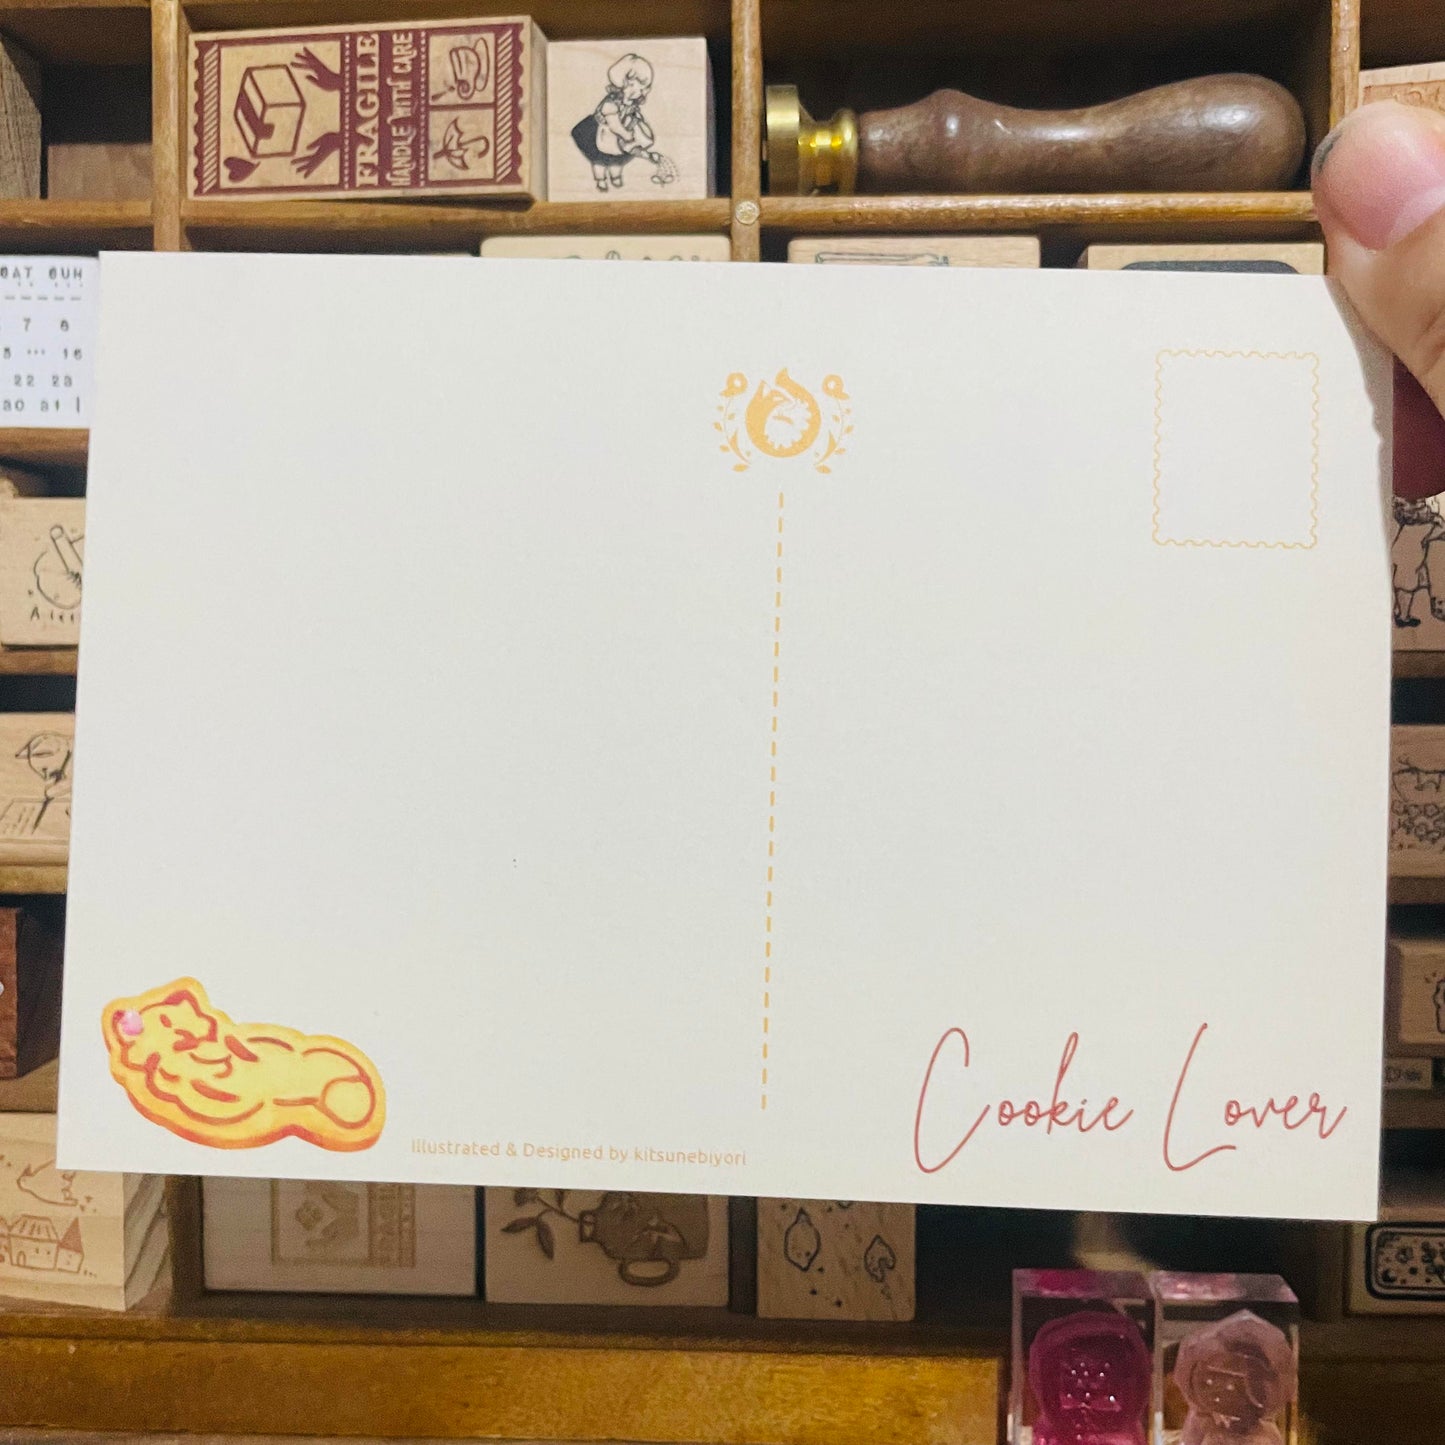 FRAGILE
HANDLE WITH CARE
SAT SUN
7 8
16
22 23
30 31
Illustrated & Designed by kitsunebiyori
Cookie Lover